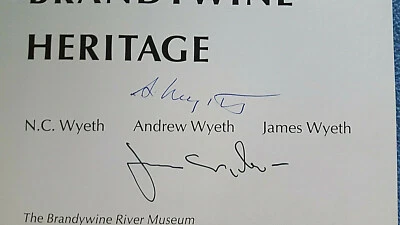 BRANDYWINE
HERITAGE
N.C. Wyeth Andrew Wyeth James Wyeth
The Brandywine River Museum